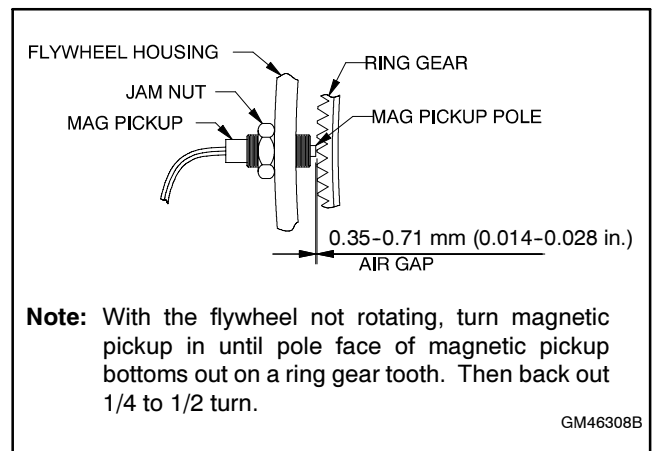 FLYWHEEL HOUSING
RING GEAR
JAM NUT
MAG PICKUP
MAG PICKUP POLE
0.35-0.71 mm (0.014-0.028 in.)
AIR GAP
Note: With the flywheel not rotating, turn magnetic
pickup in until pole face of magnetic pickup
bottoms out on a ring gear tooth. Then back out
1/4 to 1/2 turn.
GM46308B